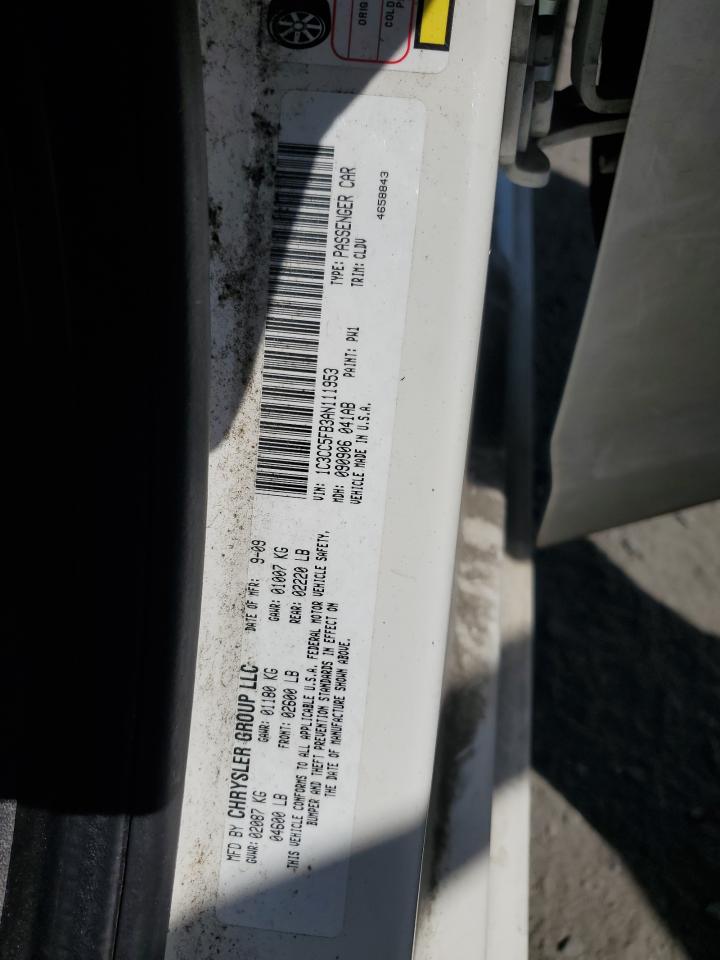 ORIG
COLD
MFD BY CHRYSLER GROUP LLC
DATE OF MFR: 9-09
GVWR: 02087 KG
GAWR: 01180 KG
GAWR: 01007 KG
04600 LB
FRONT: 02600 LB
REAR: 02220 LB
THIS VEHICLE CONFORMS TO ALL APPLICABLE U.S.A. FEDERAL MOTOR VEHICLE SAFETY,
BUMPER AND THEFT PREVENTION STANDARDS IN EFFECT ON
THE DATE OF MANUFACTURE SHOWN ABOVE.
VIN: 1C3CC5FB3AN111953
TYPE: PASSENGER CAR
MDH: 090906 041AB
PAINT: PW1
TRIM: CLDV
VEHICLE MADE IN U.S.A.
4658843